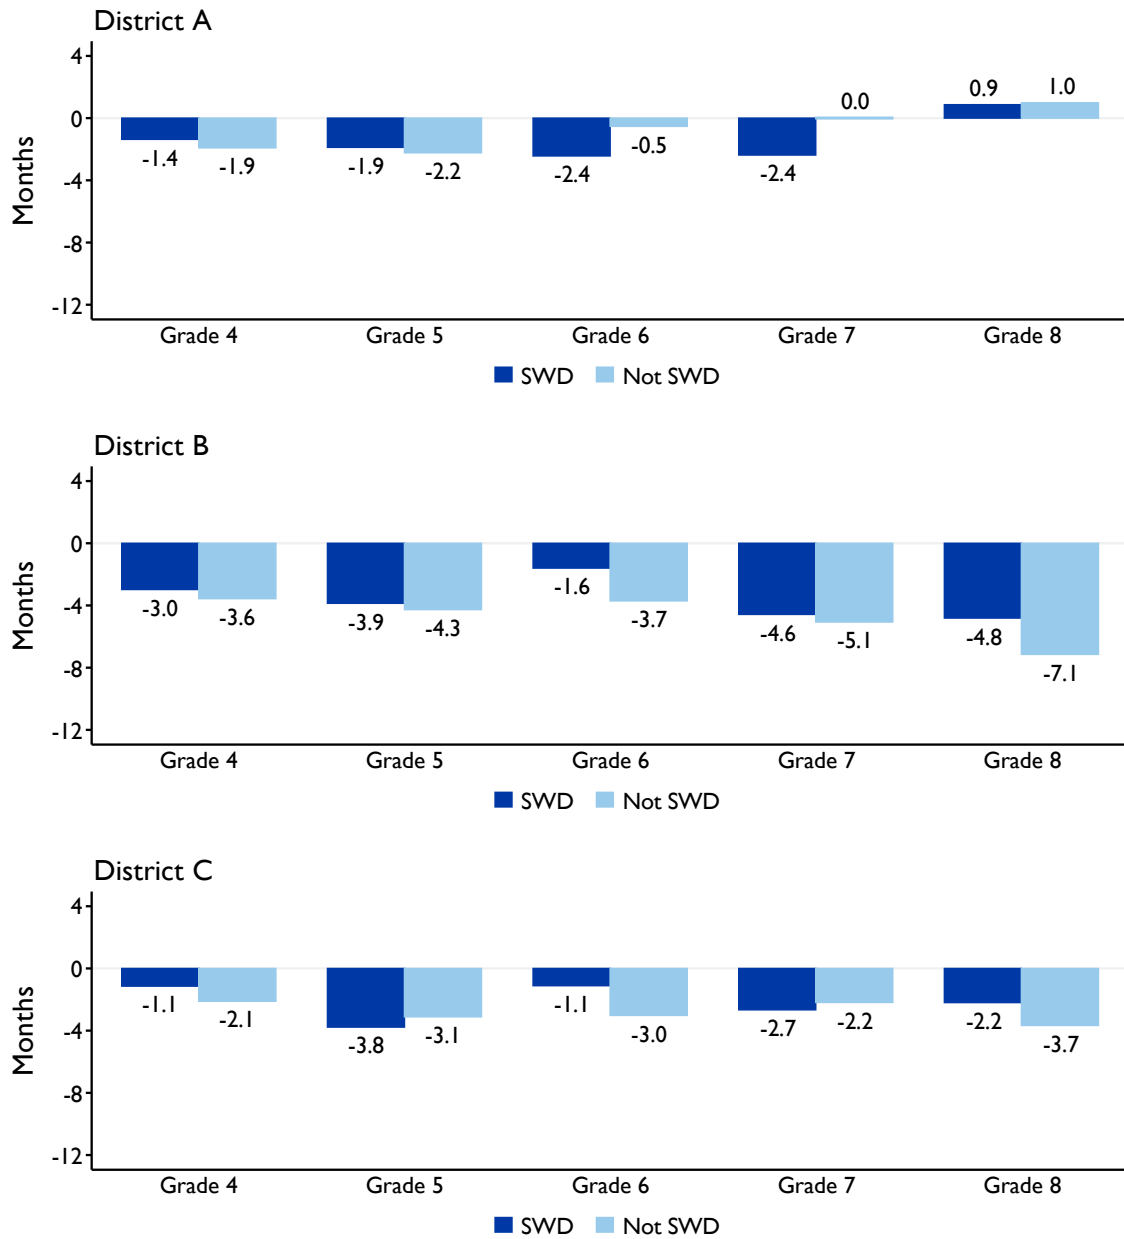 District A
Months
4
0
-4
-8
-12
-1.4 -1.9 -1.9 -2.2 -2.4 -0.5 -2.4 0.0 0.9 1.0
Grade 4 Grade 5 Grade 6 Grade 7 Grade 8
SWD Not SWD
District B
Months
4
0
-4
-8
-12
-3.0 -3.6 -3.9 -4.3 -1.6 -3.7 -4.6 -5.1 -4.8 -7.1
Grade 4 Grade 5 Grade 6 Grade 7 Grade 8
SWD Not SWD
District C
Months
4
0
-4
-8
-12
-1.1 -2.1 -3.8 -3.1 -1.1 -3.0 -2.7 -2.2 -2.2 -3.7
Grade 4 Grade 5 Grade 6 Grade 7 Grade 8
SWD Not SWD